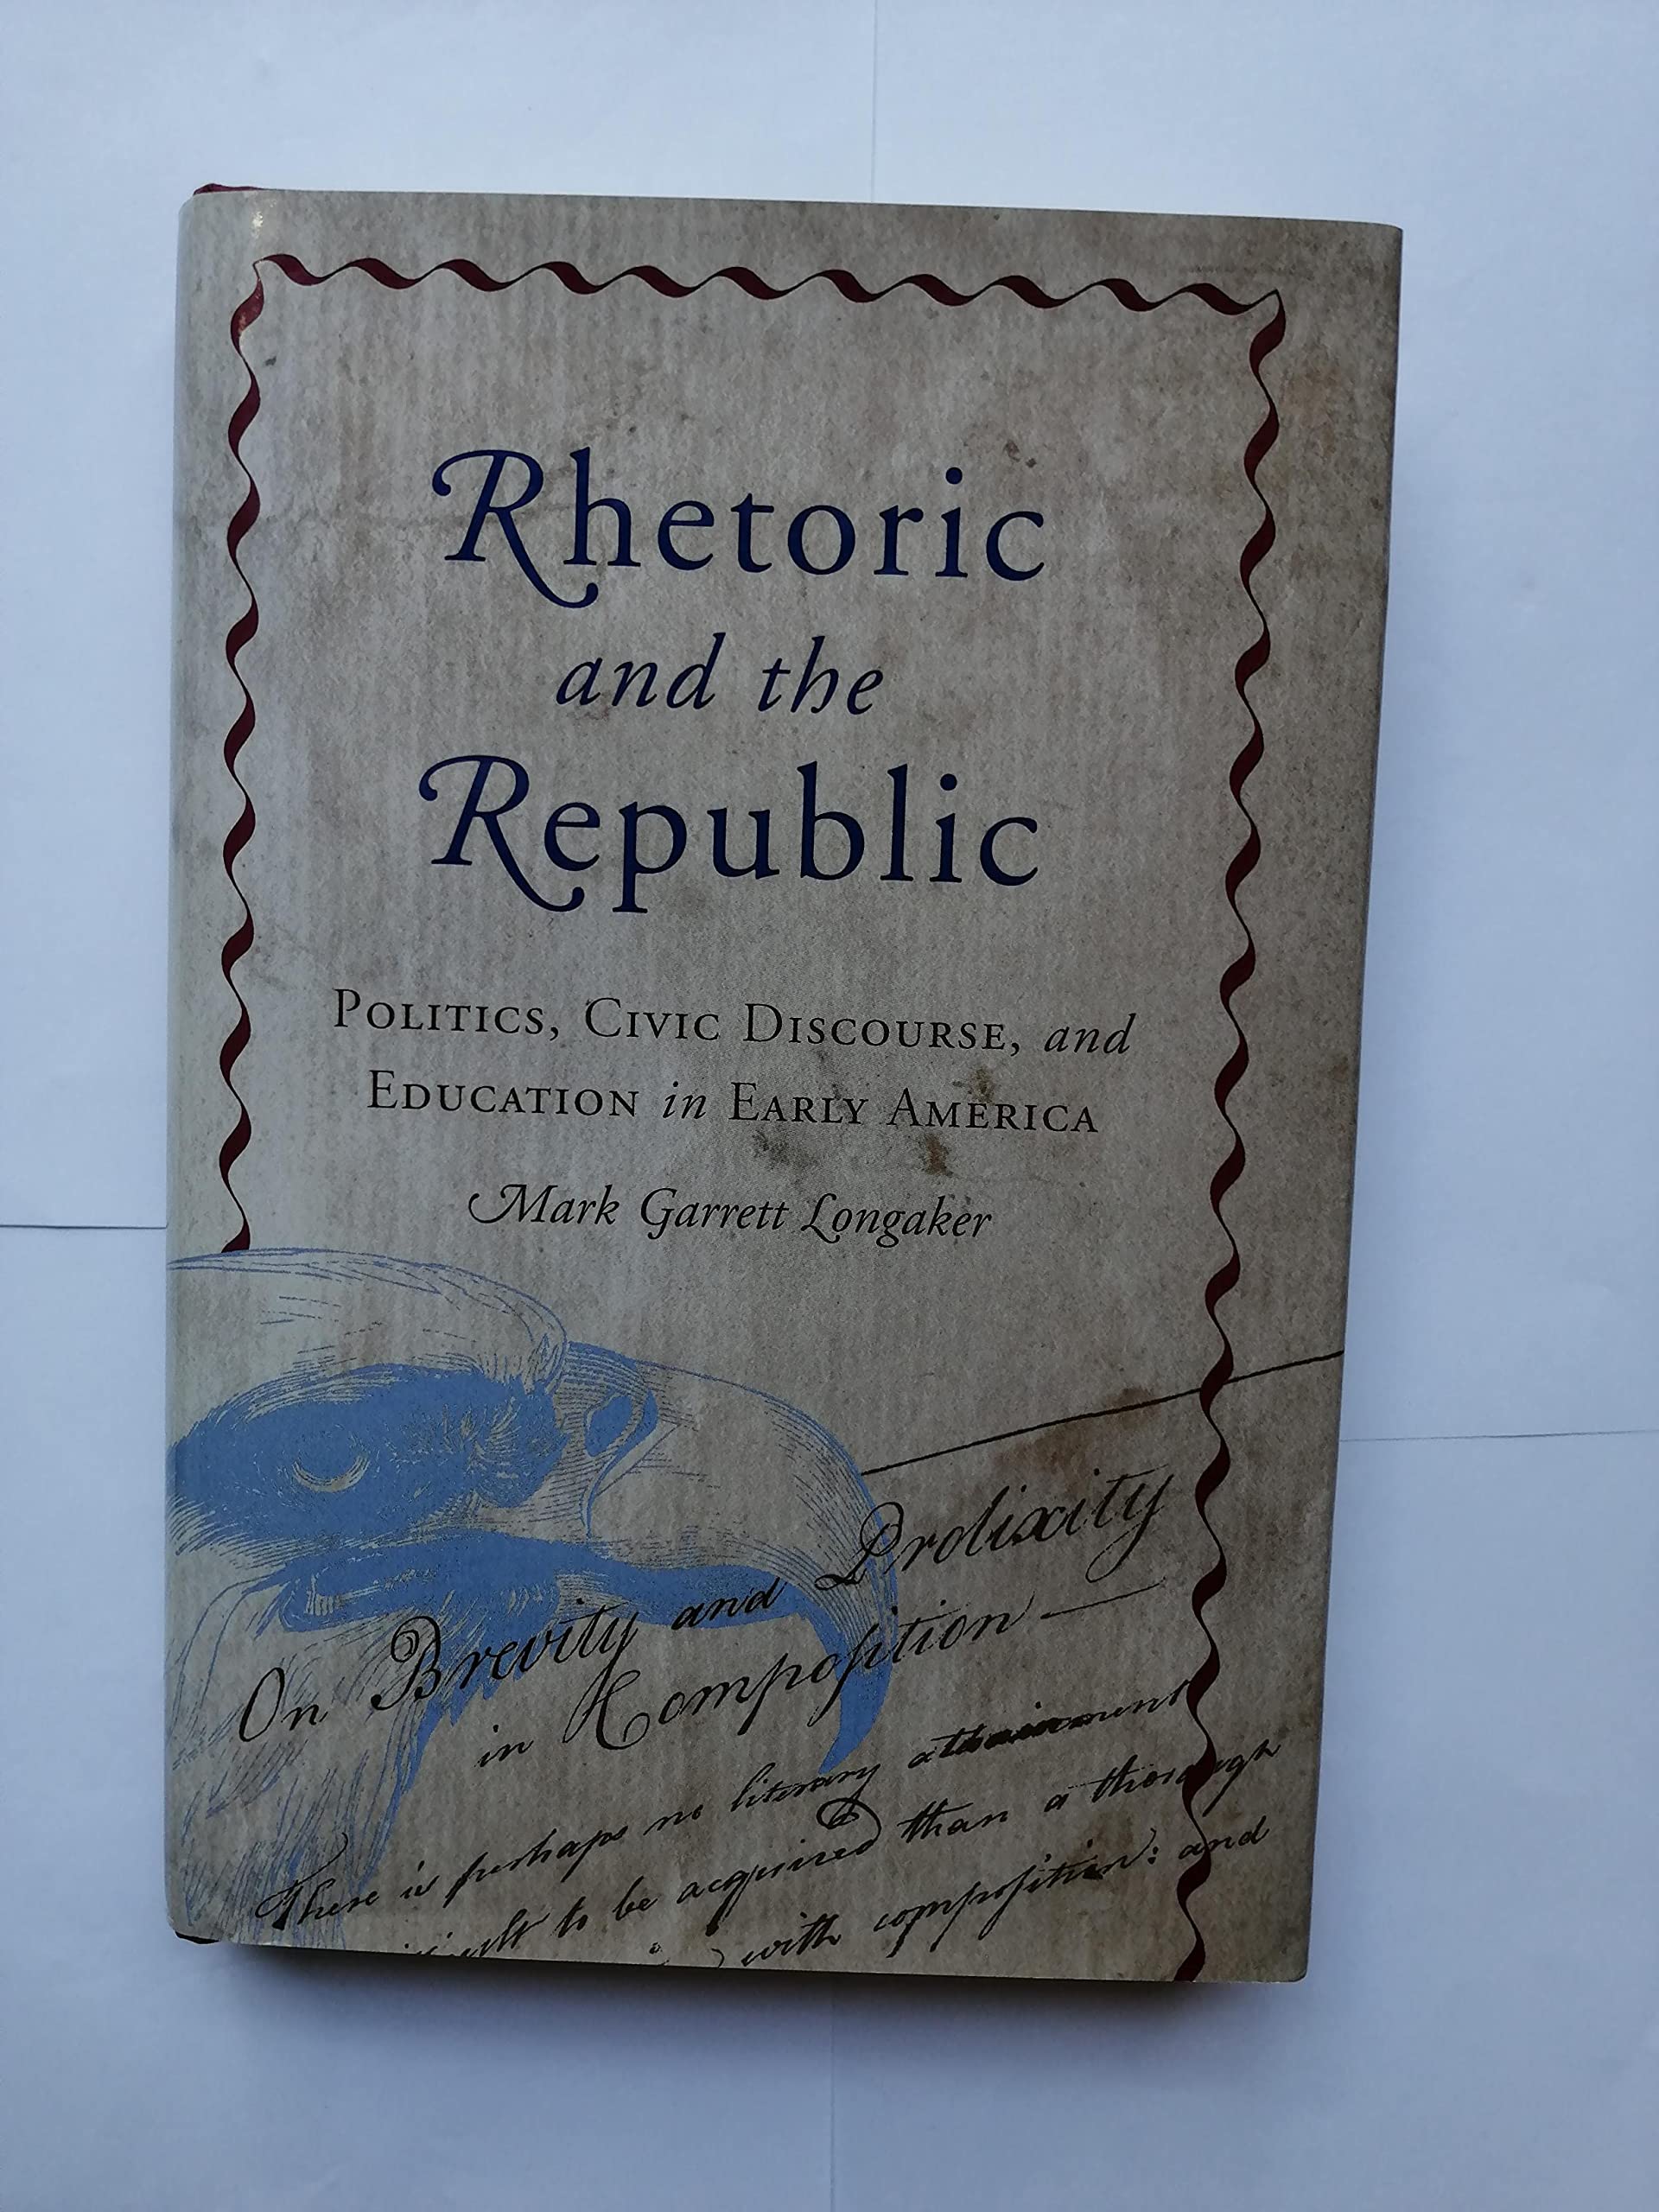 Rhetoric
and the
Republic
POLITICS, CIVIC DISCOURSE, and
EDUCATION in EARLY AMERICA
Mark Garrett Longaker
On Brevity and Prolixity
in Compoſition —
There is perhaps no literary attainment
to be acquired than a thorough
with compoſition: and